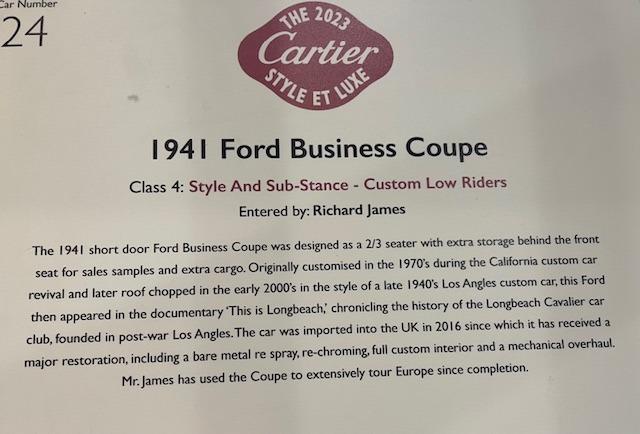 Car Number
24
THE 2023
Cartier
STYLE ET LUXE
1941 Ford Business Coupe
Class 4: Style And Sub-Stance - Custom Low Riders
Entered by: Richard James
The 1941 short door Ford Business Coupe was designed as a 2/3 seater with extra storage behind the front
seat for sales samples and extra cargo. Originally customised in the 1970's during the California custom car
revival and later roof chopped in the early 2000's in the style of a late 1940's Los Angles custom car, this Ford
then appeared in the documentary 'This is Longbeach,' chronicling the history of the Longbeach Cavalier car
club, founded in post-war Los Angles. The car was imported into the UK in 2016 since which it has received a
major restoration, including a bare metal re spray, re-chroming, full custom interior and a mechanical overhaul.
Mr. James has used the Coupe to extensively tour Europe since completion.